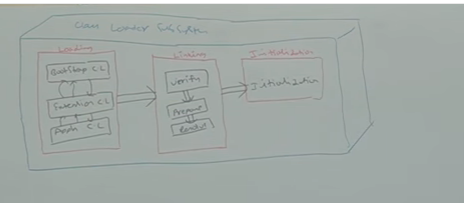 Class Loader SubSystem
Loading
BootStrap CL
Extention CL
Appln CL
Linking
Verify
Prepare
Resolve
Initialization
Initialization